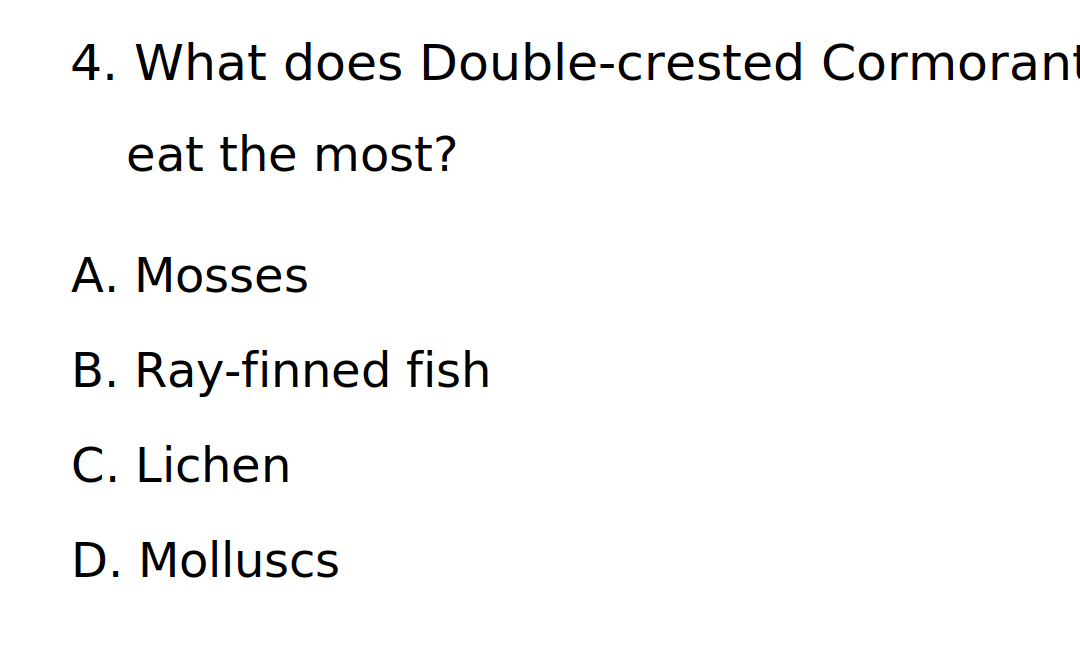 4. What does Double-crested Cormorant
eat the most?
A. Mosses
B. Ray-finned fish
C. Lichen
D. Molluscs